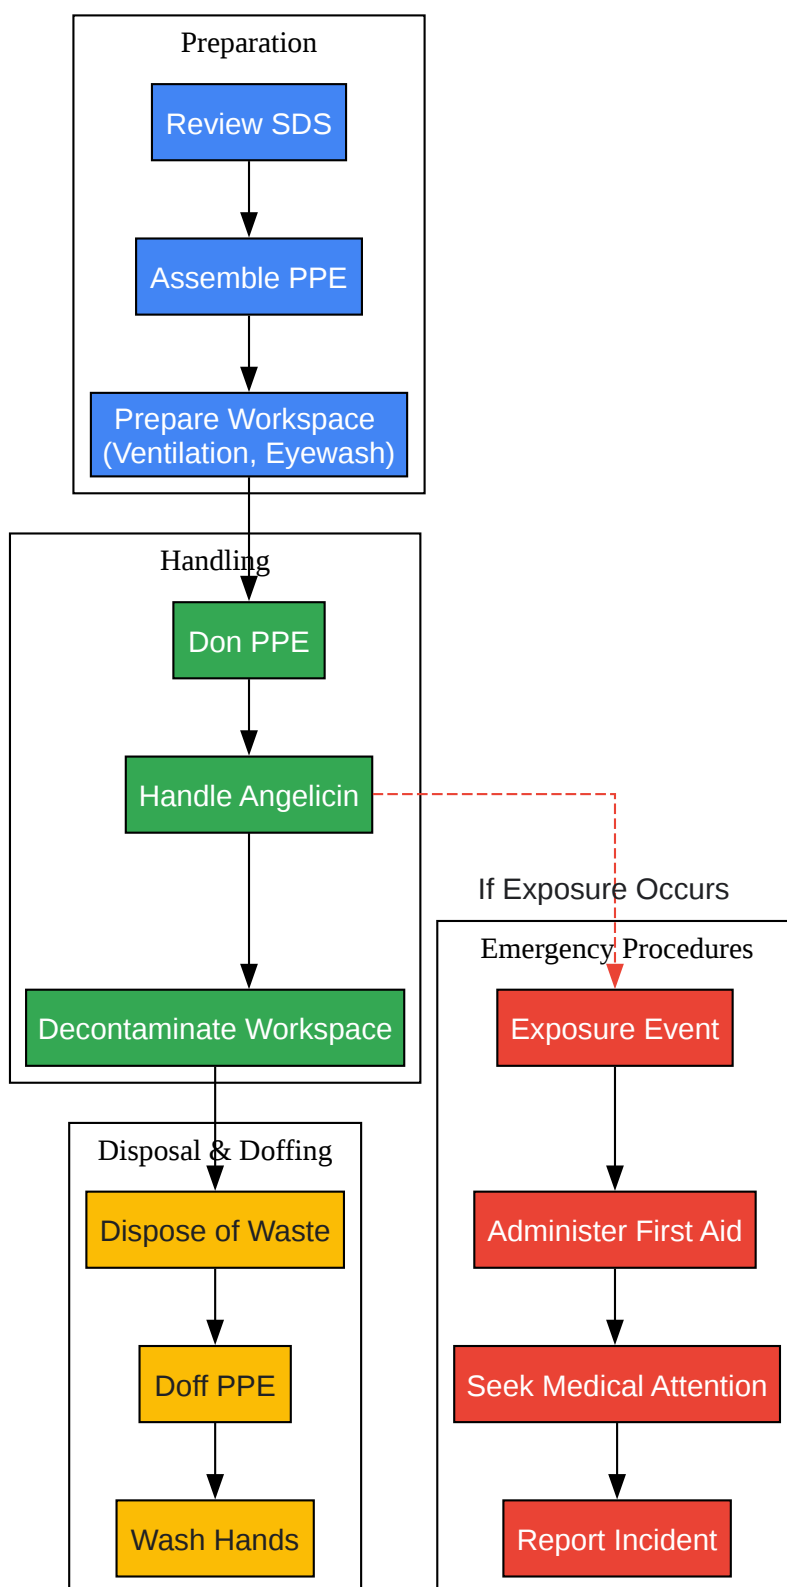 Preparation
Review SDS
Assemble PPE
Prepare Workspace
(Ventilation, Eyewash)
Handling
Don PPE
Handle Angelicin
If Exposure Occurs
Decontaminate Workspace
Disposal & Doffing
Dispose of Waste
Doff PPE
Wash Hands
Emergency Procedures
Exposure Event
Administer First Aid
Seek Medical Attention
Report Incident